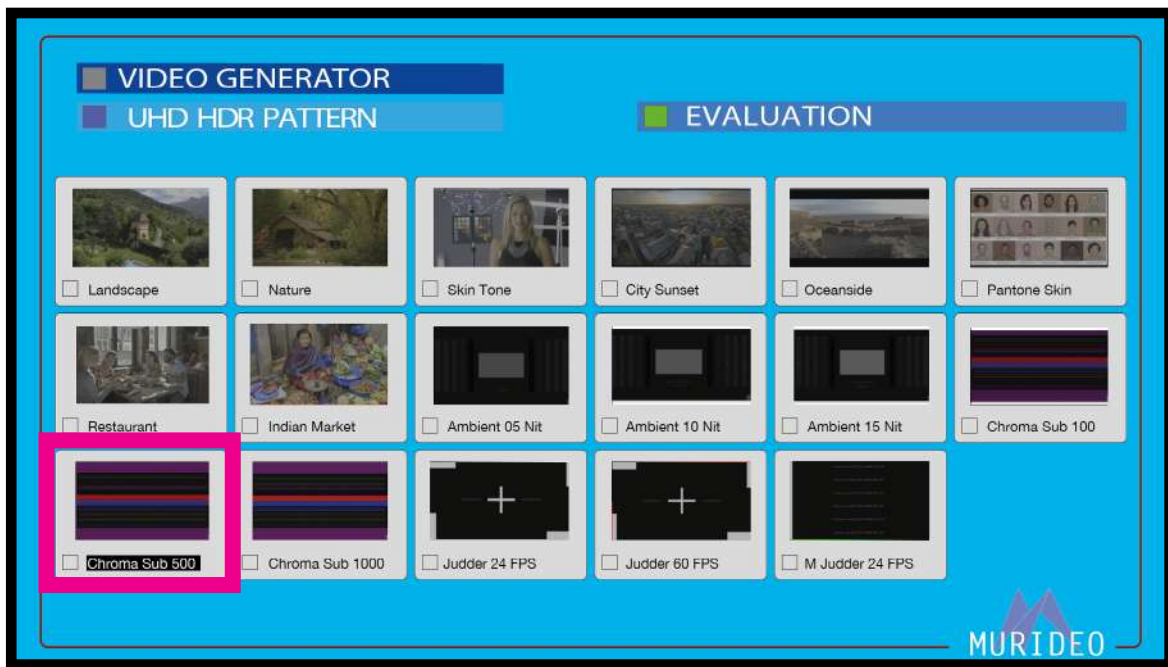 VIDEO GENERATOR
UHD HDR PATTERN
EVALUATION
Landscape
Nature
Skin Tone
City Sunset
Oceanside
Pantone Skin
Restaurant
Indian Market
Ambient 05 Nit
Ambient 10 Nit
Ambient 15 Nit
Chroma Sub 100
Chroma Sub 500
Chroma Sub 1000
Judder 24 FPS
Judder 60 FPS
M Judder 24 FPS
MURIDEO